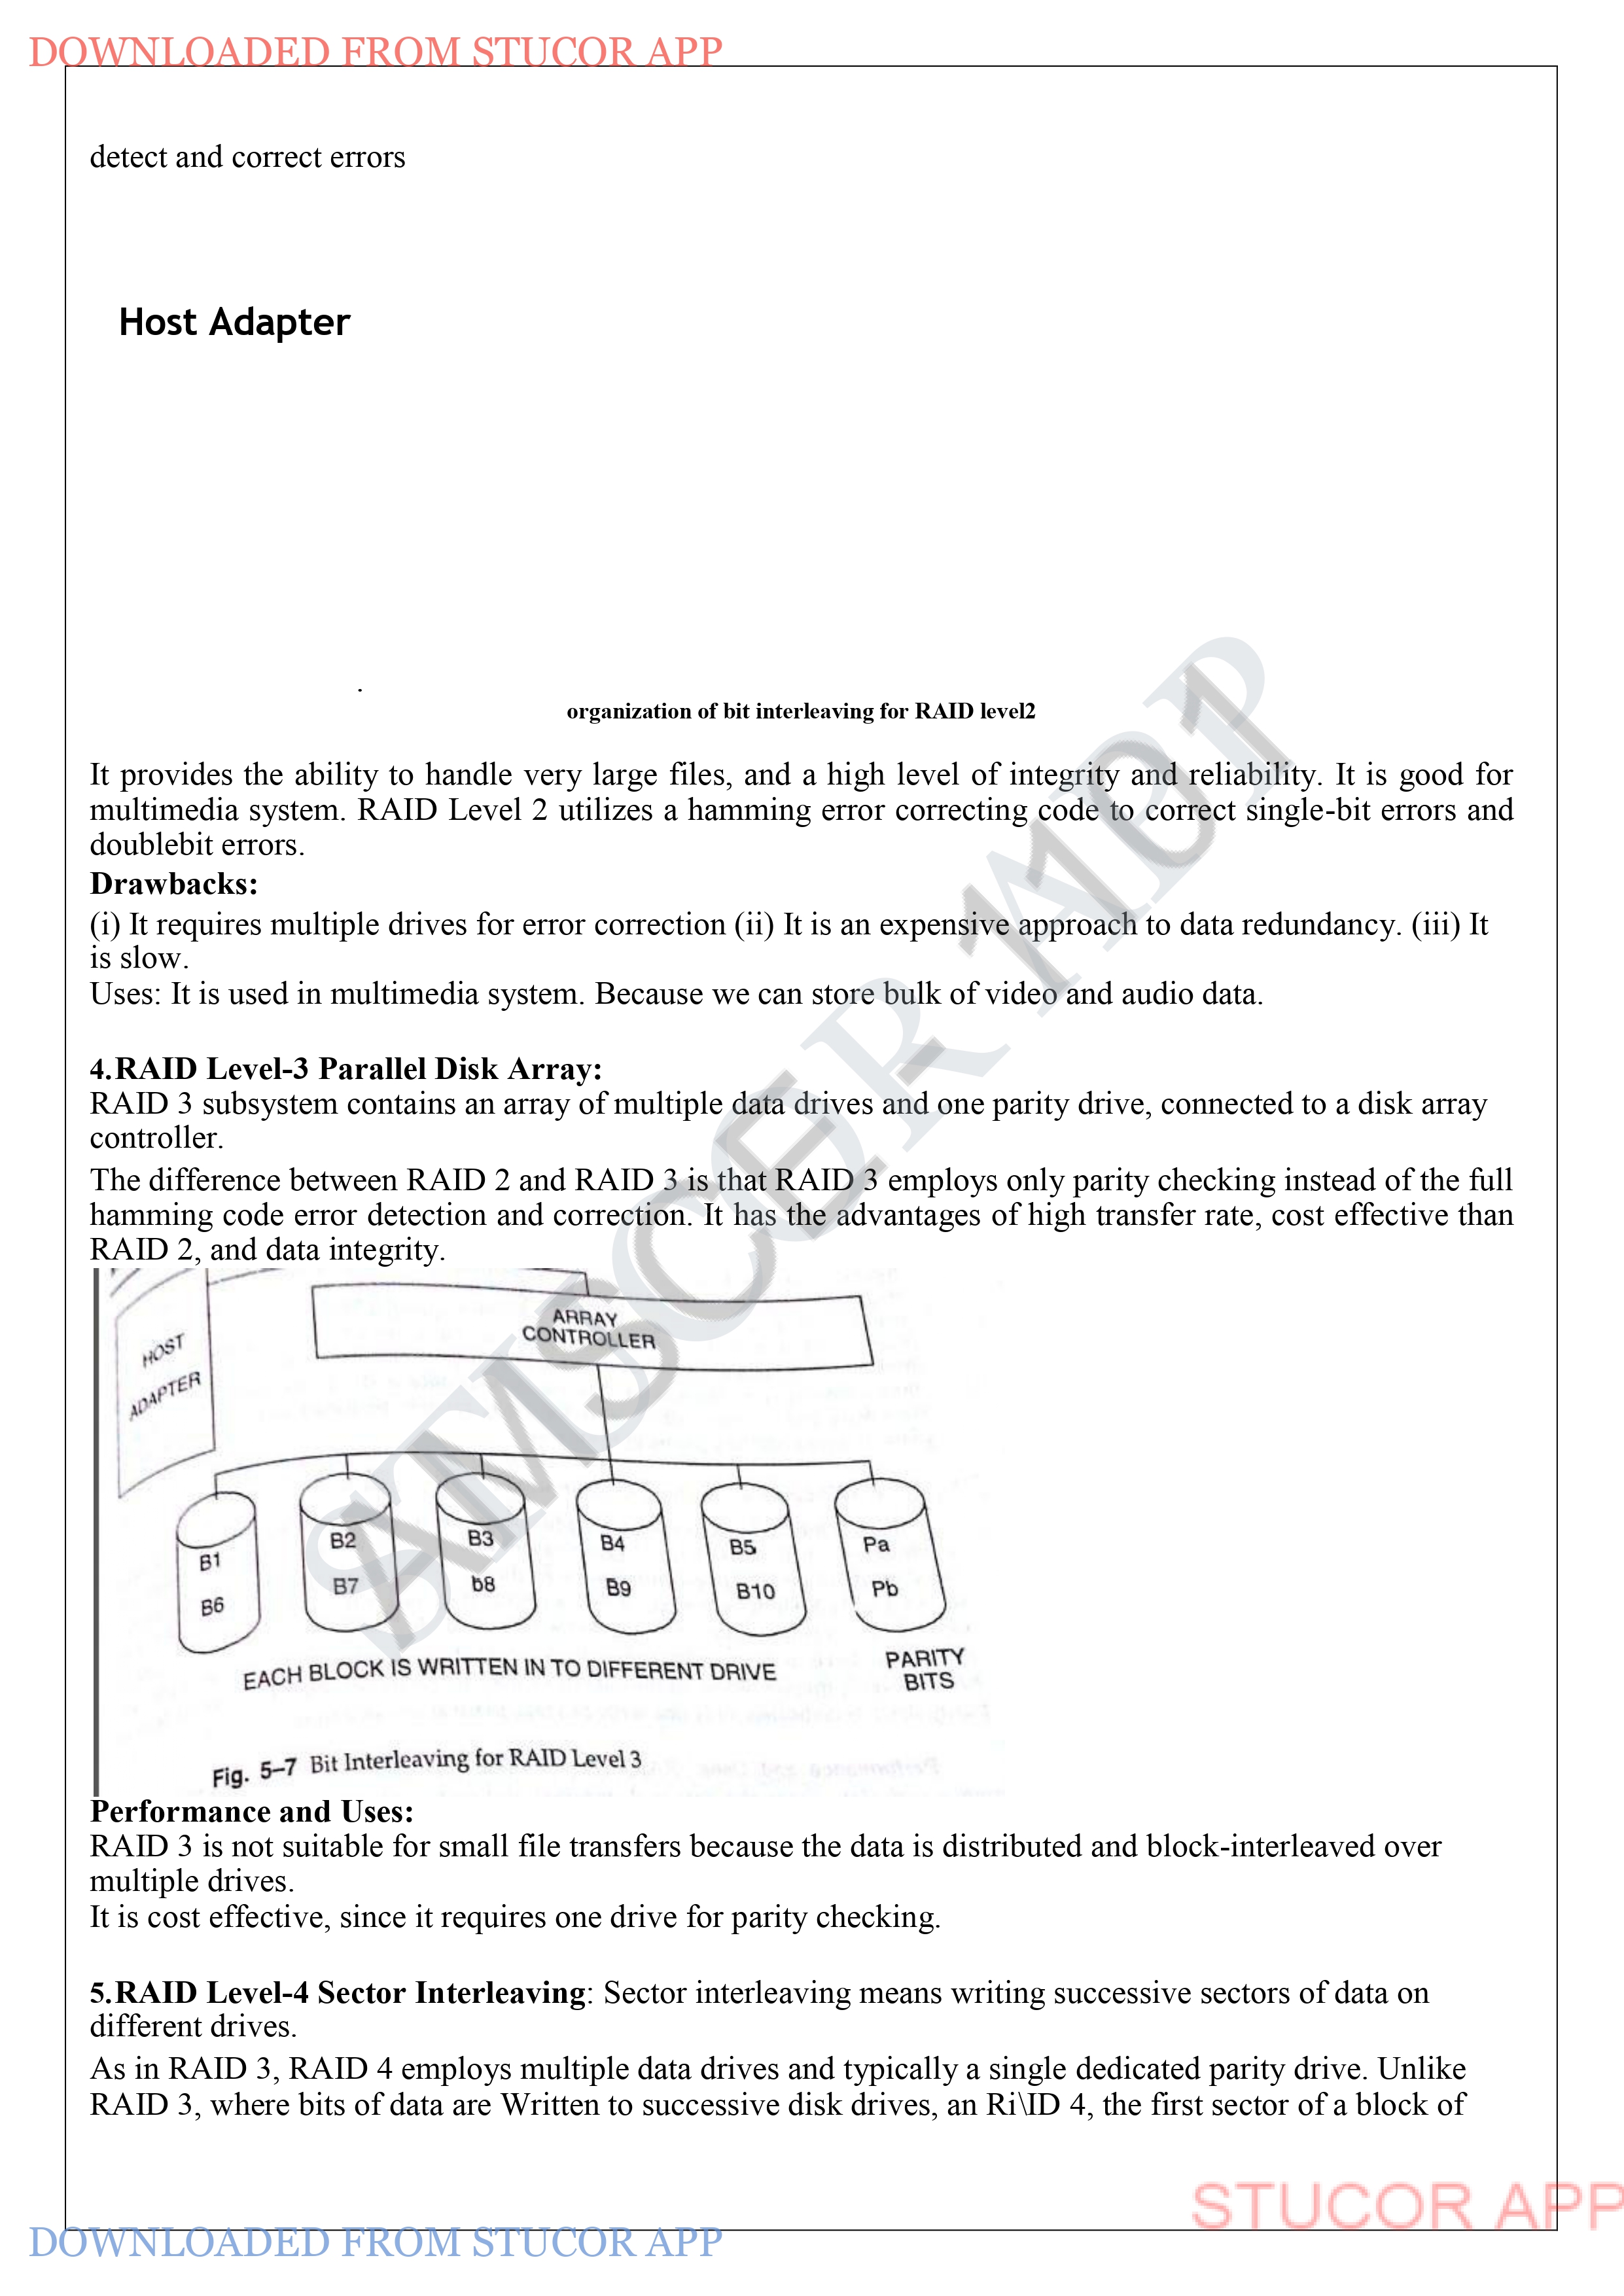 DOWNLOADED FROM STUCOR APP
detect and correct errors
Host Adapter
.
organization of bit interleaving for RAID level2
It provides the ability to handle very large files, and a high level of integrity and reliability. It is good for
multimedia system. RAID Level 2 utilizes a hamming error correcting code to correct single-bit errors and
doublebit errors.
Drawbacks:
(i) It requires multiple drives for error correction (ii) It is an expensive approach to data redundancy. (iii) It
is slow.
Uses: It is used in multimedia system. Because we can store bulk of video and audio data.
4.RAID Level-3 Parallel Disk Array:
RAID 3 subsystem contains an array of multiple data drives and one parity drive, connected to a disk array
controller.
The difference between RAID 2 and RAID 3 is that RAID 3 employs only parity checking instead of the full
hamming code error detection and correction. It has the advantages of high transfer rate, cost effective than
RAID 2, and data integrity.
HOST
ADAPTER
ARRAY
CONTROLLER
B1 B2 B3 B4 B5 Pa
B6 B7 b8 B9 B10 Pb
EACH BLOCK IS WRITTEN IN TO DIFFERENT DRIVE
PARITY
BITS
Fig. 5–7 Bit Interleaving for RAID Level 3
Performance and Uses:
RAID 3 is not suitable for small file transfers because the data is distributed and block-interleaved over
multiple drives.
It is cost effective, since it requires one drive for parity checking.
5.RAID Level-4 Sector Interleaving: Sector interleaving means writing successive sectors of data on
different drives.
As in RAID 3, RAID 4 employs multiple data drives and typically a single dedicated parity drive. Unlike
RAID 3, where bits of data are Written to successive disk drives, an Ri\ID 4, the first sector of a block of
STUCOR APP
AMSCE-1101
STUCOR APP
DOWNLOADED FROM STUCOR APP